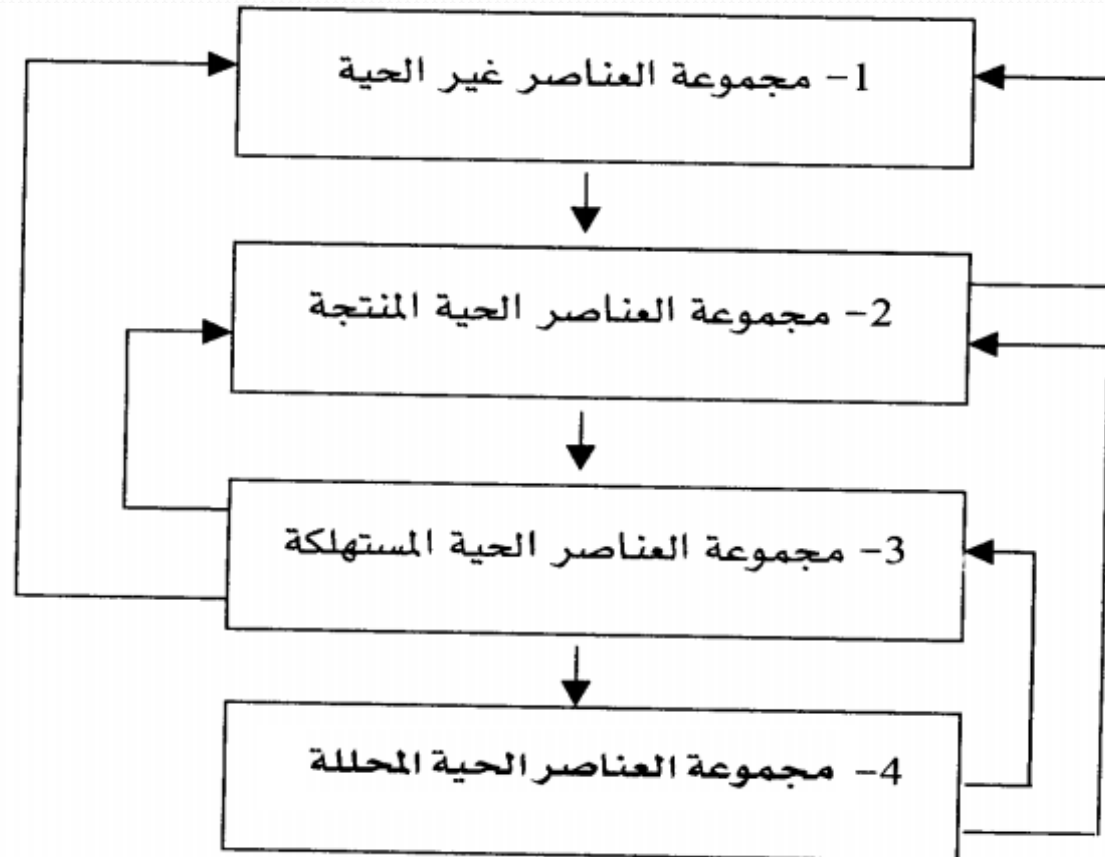 1- مجموعة العناصر غير الحية
2- مجموعة العناصر الحية المنتجة
3- مجموعة العناصر الحية المستهلكة
4- مجموعة العناصر الحية المحللة